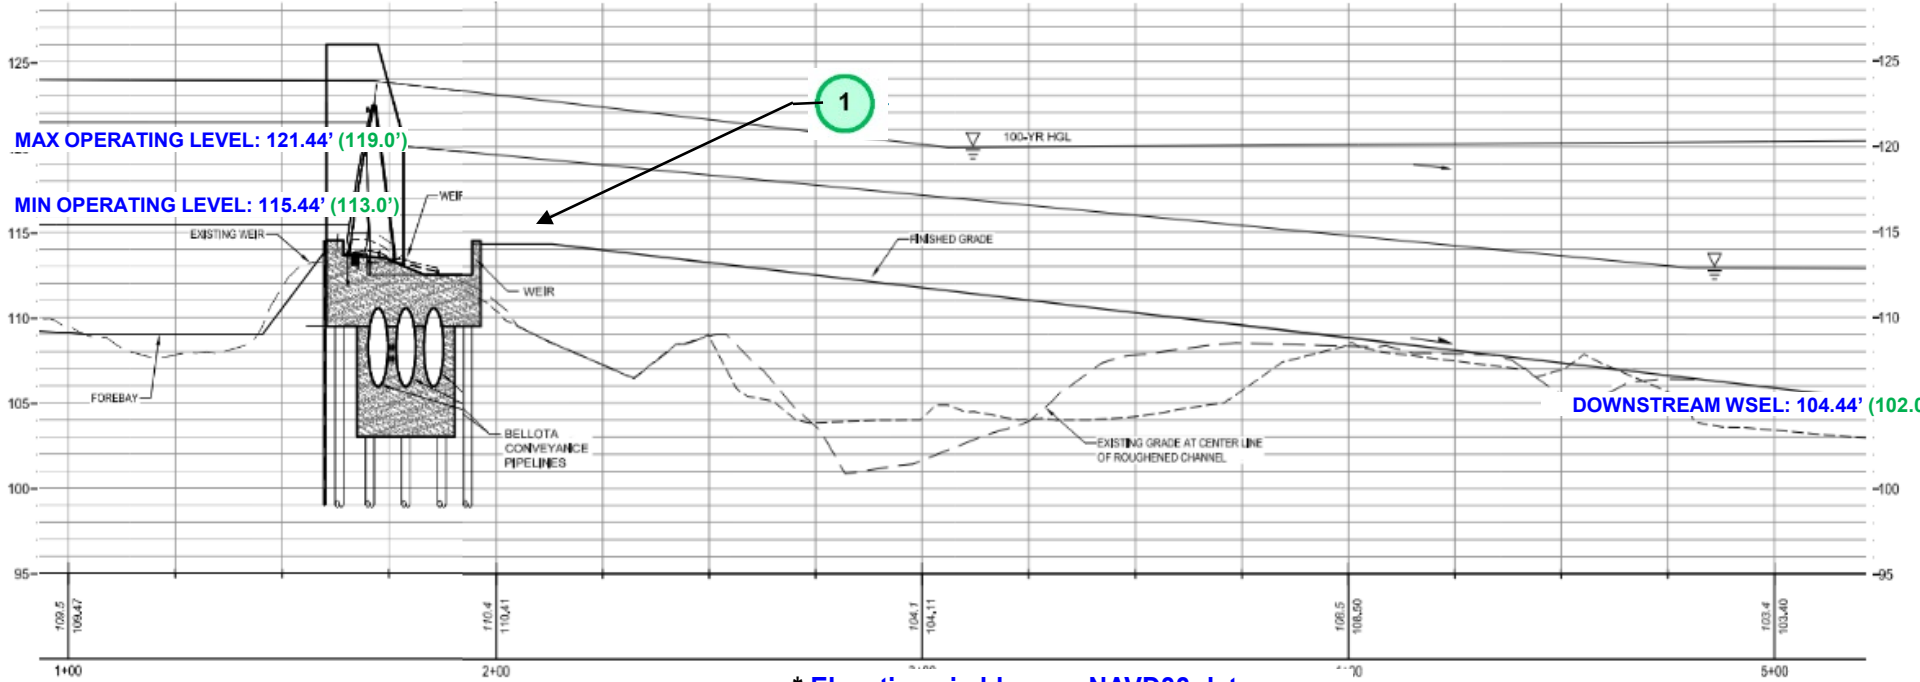 125
125
1
MAX OPERATING LEVEL: 121.44' (119.0')
100-YR HGL
120
MIN OPERATING LEVEL: 115.44' (113.0')
WEIR
115
EXISTING WEIR
FINISHED GRADE
115
WEIR
110
110
FOREBAY
105
DOWNSTREAM WSEL: 104.44' (102.0
BELLOTA
CONVEYANCE
PIPELINES
EXISTING GRADE AT CENTER LINE
OF ROUGHENED CHANNEL
100
100
95
95
109.5
109.47
110.4
110.41
104.1
104.11
108.5
108.50
103.4
103.40
1+00
2+00
5+00